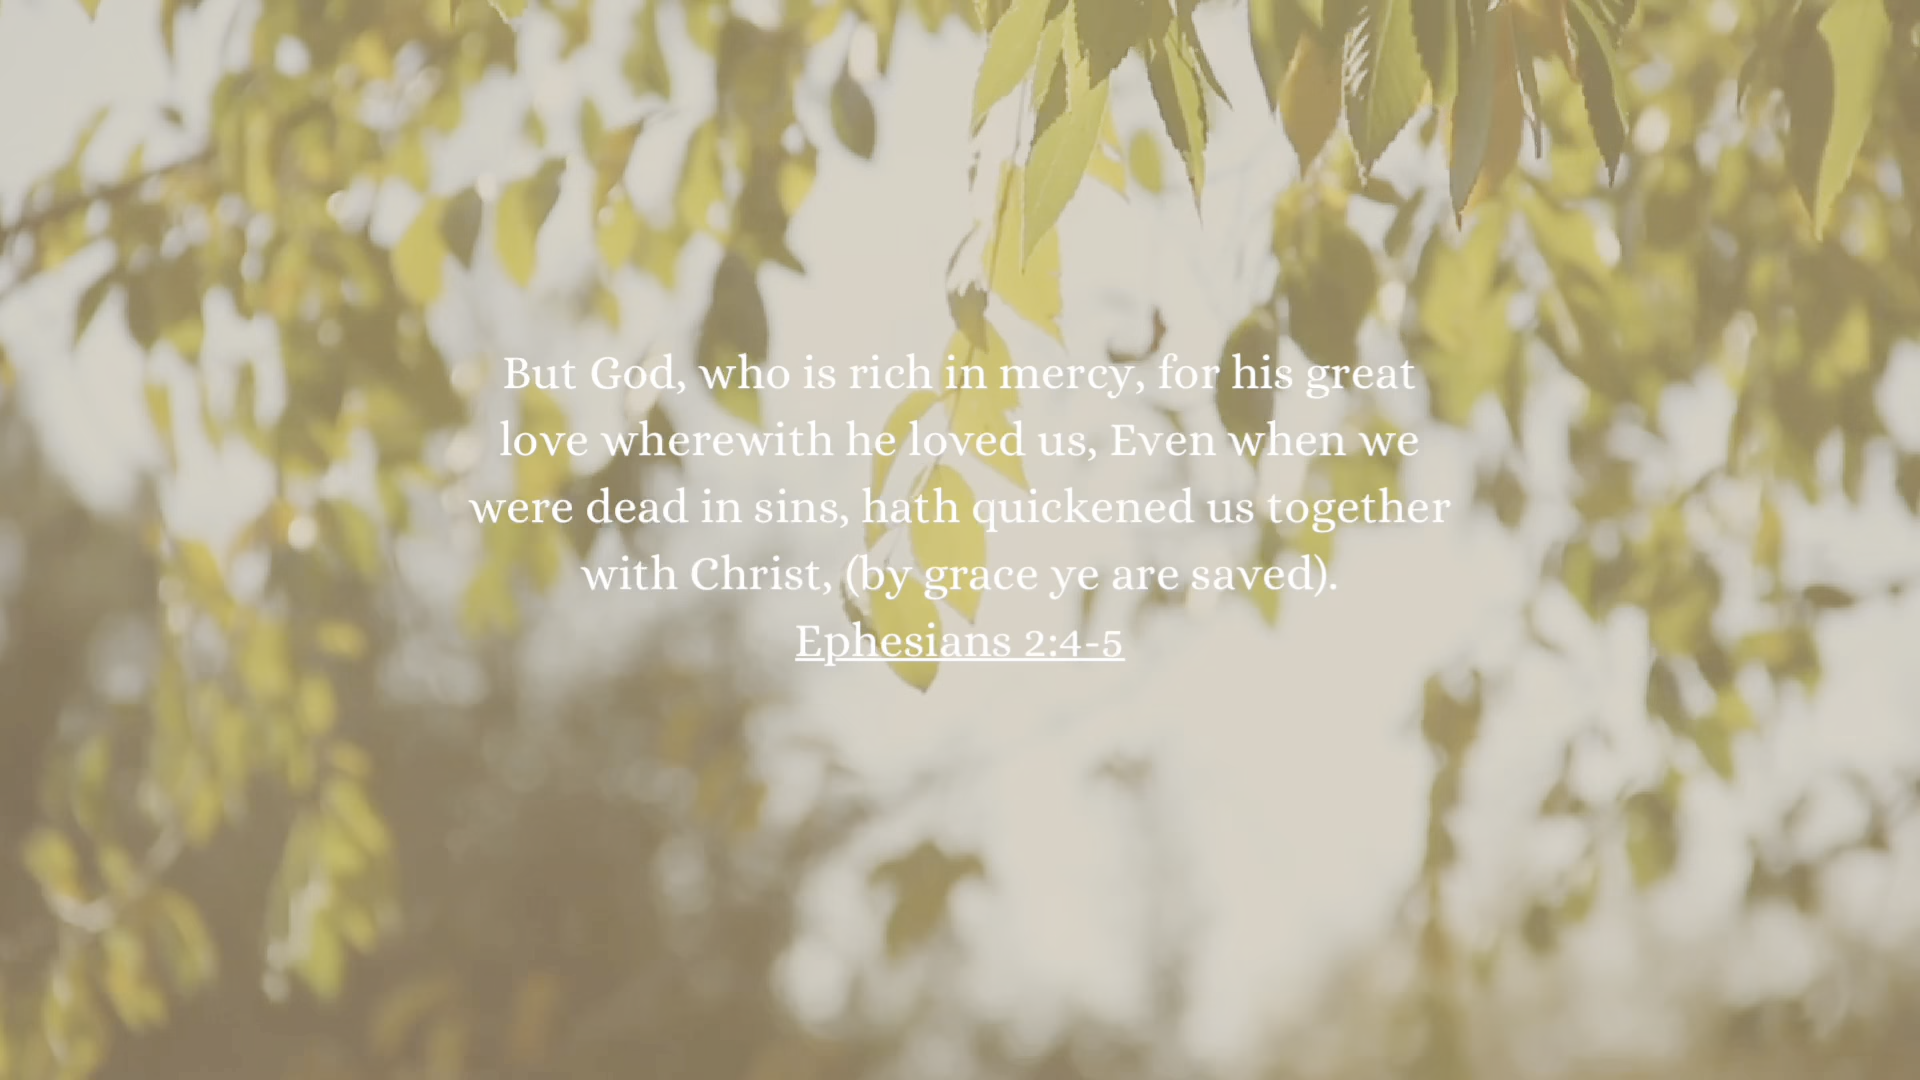 But God, who is rich in mercy, for his great
love wherewith he loved us, Even when we
were dead in sins, hath quickened us together
with Christ, (by grace ye are saved).
Ephesians 2:4-5